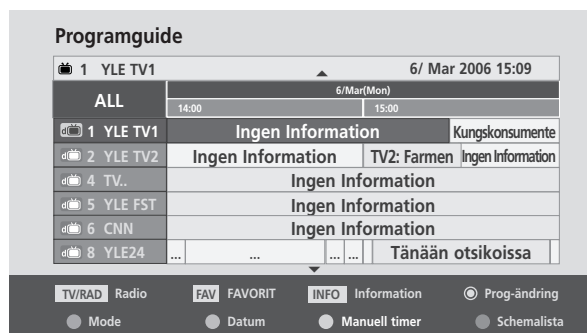 Programguide
1 YLE TV1 6/ Mar 2006 15:09
ALL 6/Mar(Mon)
14:00 15:00
1 YLE TV1 Ingen Information Kungskonsumente
2 YLE TV2 Ingen Information TV2: Farmen Ingen Information
4 TV.. Ingen Information
5 YLE FST Ingen Information
6 CNN Ingen Information
8 YLE24 ... ... ... ... Tänään otsikoissa
TV/RAD Radio FAV FAVORIT INFO Information Prog-ändring
Mode Datum Manuell timer Schemalista